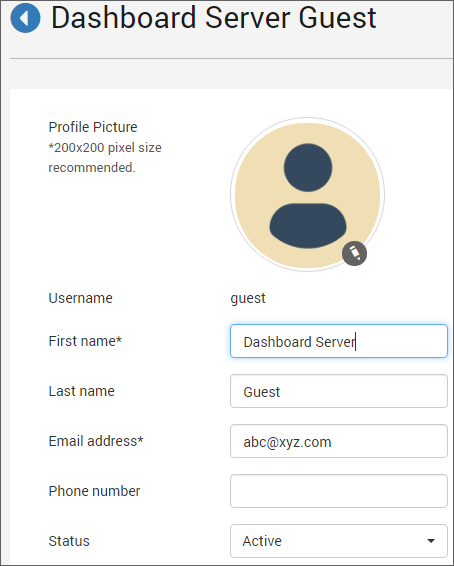 Dashboard Server Guest
Profile Picture
*200x200 pixel size
recommended.
Username
guest
First name*
Dashboard Server
Last name
Guest
Email address*
abc@xyz.com
Phone number
Status
Active